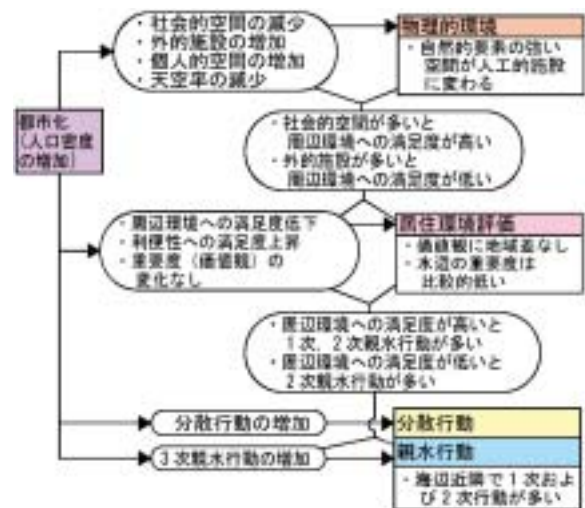 ・社会的空間の減少
・外的施設の増加
・個人的空間の増加
・天空率の減少
物理的環境
・自然的要素の強い
空間が人工的施設
に変わる
都市化
(人口密度
の増加)
・社会的空間が多いと
周辺環境への満足度が高い
・外的施設が多いと
周辺環境への満足度が低い
・周辺環境への満足度低下
・利便性への満足度上昇
・重要度(価値観)の
変化なし
居住環境評価
・価値観に地域差なし
・水辺の重要度は
比較的低い
・周辺環境への満足度が高いと
1次、2次親水行動が多い
・周辺環境への満足度が低いと
2次親水行動が多い
分散行動の増加
分散行動
3次親水行動の増加
親水行動
・海辺近隣で1次およ
び2次行動が多い